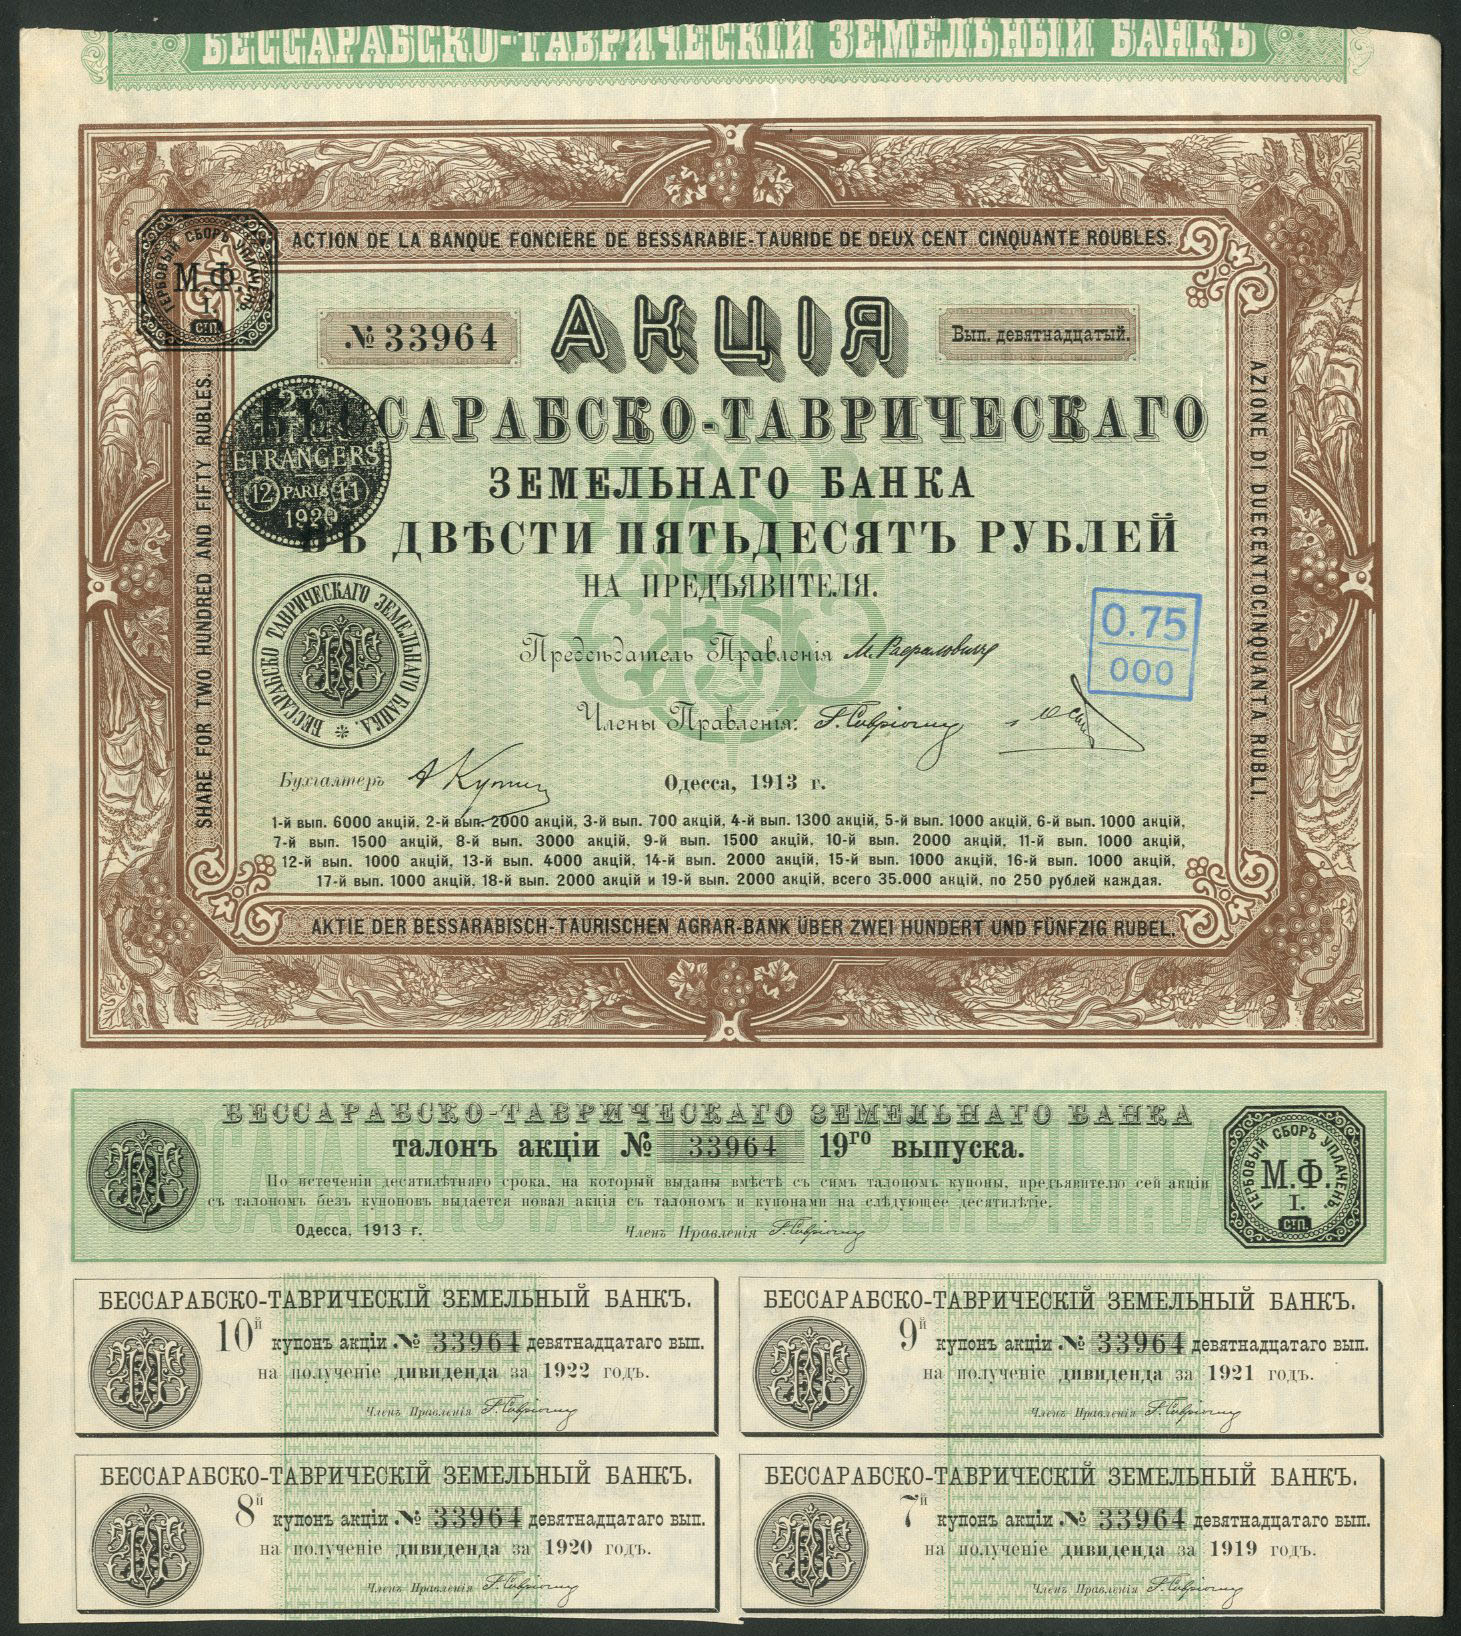 БЕССАРАБСКО-ТАВРИЧЕСКІЙ ЗЕМЕЛЬНЫЙ БАНКЪ
ACTION DE LA BANQUE FONCIÈRE DE BESSARABIE-TAURIDE DE DEUX CENT CINQUANTE ROUBLES.
ГЕРБОВЫЙ СБОРЪ УПЛАЧЕНЪ.
М.Ф.
I.
СТП.
№ 33964
АКЦІЯ
Вып. девятнадцатый.
САРАБСКО-ТАВРИЧЕСКАГО
2%
ETRANGERS
12 PARIS 11
1920
ЗЕМЕЛЬНАГО БАНКА
ВЪ ДВѢСТИ ПЯТЬДЕСЯТЪ РУБЛЕЙ
НА ПРЕДЪЯВИТЕЛЯ.
SHARE FOR TWO HUNDRED AND FIFTY RUBLES.
AZIONE DI DUECENTOCINQUANTA RUBLI.
БЕССАРАБСКО ТАВРИЧЕСКАГО ЗЕМЕЛЬНАГО БАНКА.
0.75
000
Предсѣдатель Правленія
Члены Правленія:
Бухгалтеръ
Одесса, 1913 г.
1-й вып. 6000 акцій, 2-й вып. 2000 акцій, 3-й вып. 700 акцій, 4-й вып. 1300 акцій, 5-й вып. 1000 акцій, 6-й вып. 1000 акцій,
7-й вып. 1500 акцій, 8-й вып. 3000 акцій, 9-й вып. 1500 акцій, 10-й вып. 2000 акцій, 11-й вып. 1000 акцій,
12-й вып. 1000 акцій, 13-й вып. 4000 акцій, 14-й вып. 2000 акцій, 15-й вып. 1000 акцій, 16-й вып. 1000 акцій,
17-й вып. 1000 акцій, 18-й вып. 2000 акцій и 19-й вып. 2000 акцій, всего 35.000 акцій, по 250 рублей каждая.
AKTIE DER BESSARABISCH-TAURISCHEN AGRAR-BANK ÜBER ZWEI HUNDERT UND FÜNFZIG RUBEL.
БЕССАРАБСКО-ТАВРИЧЕСКАГО ЗЕМЕЛЬНАГО БАНКА
талонъ акціи № 33964 19го выпуска.
По истеченіи десятилѣтняго срока, на который выданы вмѣстѣ съ симъ талономъ купоны, предъявителю сей акціи
съ талономъ безъ купоновъ выдается новая акція съ талономъ и купонами на слѣдующее десятилѣтіе.
Одесса, 1913 г.
Членъ Правленія
ГЕРБОВЫЙ СБОРЪ УПЛАЧЕНЪ.
М.Ф.
I.
СТП.
БЕССАРАБСКО-ТАВРИЧЕСКІЙ ЗЕМЕЛЬНЫЙ БАНКЪ.
10й купонъ акціи № 33964 девятнадцатаго вып.
на полученіе дивиденда за 1922 годъ.
Членъ Правленія
БЕССАРАБСКО-ТАВРИЧЕСКІЙ ЗЕМЕЛЬНЫЙ БАНКЪ.
9й купонъ акціи № 33964 девятнадцатаго вып.
на полученіе дивиденда за 1921 годъ.
Членъ Правленія
БЕССАРАБСКО-ТАВРИЧЕСКІЙ ЗЕМЕЛЬНЫЙ БАНКЪ.
8й купонъ акціи № 33964 девятнадцатаго вып.
на полученіе дивиденда за 1920 годъ.
Членъ Правленія
БЕССАРАБСКО-ТАВРИЧЕСКІЙ ЗЕМЕЛЬНЫЙ БАНКЪ.
7й купонъ акціи № 33964 девятнадцатаго вып.
на полученіе дивиденда за 1919 годъ.
Членъ Правленія